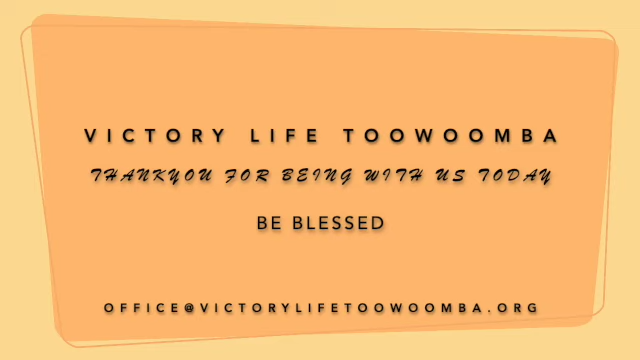 VICTORY LIFE TOOWOOMBA
THANKYOU FOR BEING WITH US TODAY
BE BLESSED
OFFICE@VICTORYLIFETOOWOOMBA.ORG